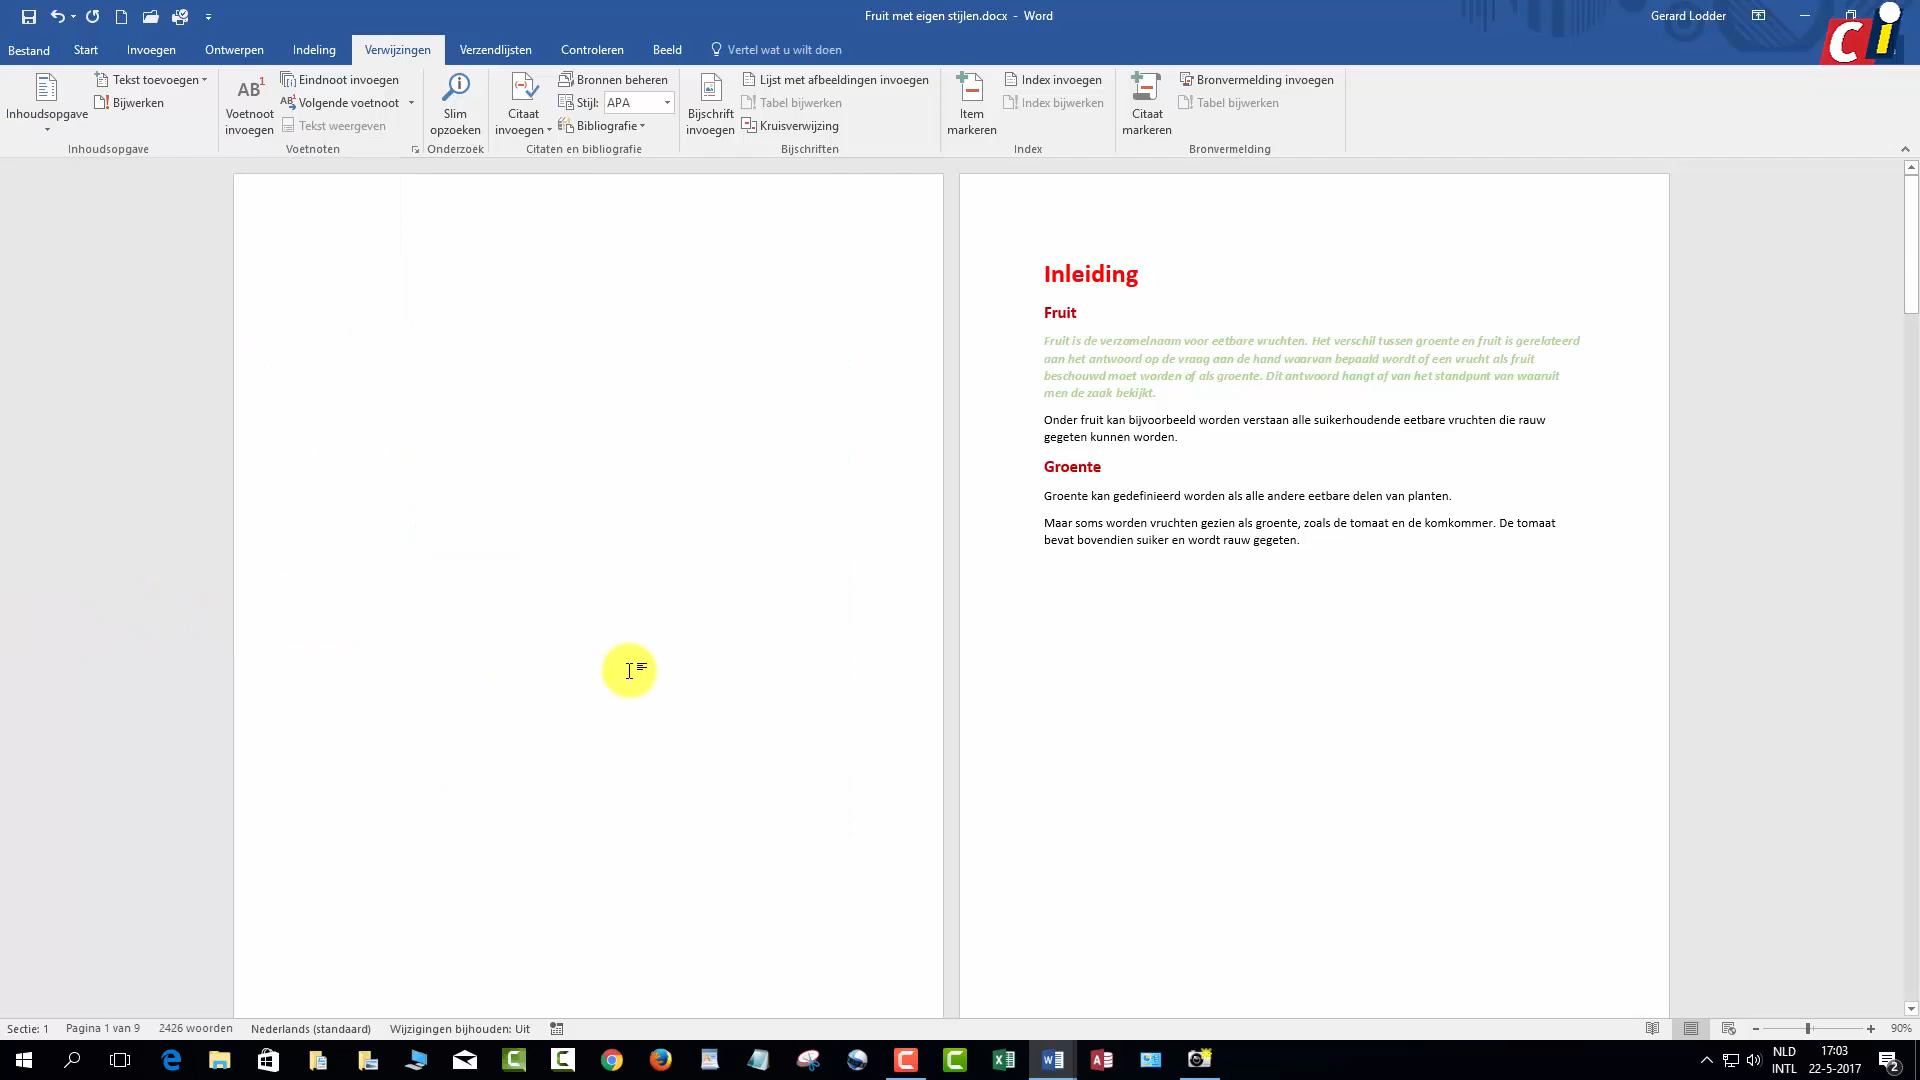 Fruit met eigen stijlen.docx - Word
Gerard Lodder
Bestand Start Invoegen Ontwerpen Indeling Verwijzingen Verzendlijsten Controleren Beeld Vertel wat u wilt doen
Ci
Inhoudsopgave
Tekst toevoegen
Bijwerken
Inhoudsopgave
AB1
Voetnoot
invoegen
Eindnoot invoegen
Volgende voetnoot
Tekst weergeven
Voetnoten
Slim
opzoeken
Onderzoek
Citaat
invoegen
Bronnen beheren
Stijl: APA
Bibliografie
Citaten en bibliografie
Bijschrift
invoegen
Lijst met afbeeldingen invoegen
Tabel bijwerken
Kruisverwijzing
Bijschriften
Item
markeren
Index invoegen
Index bijwerken
Index
Citaat
markeren
Bronvermelding invoegen
Tabel bijwerken
Bronvermelding
Inleiding
Fruit
Fruit is de verzamelnaam voor eetbare vruchten. Het verschil tussen groente en fruit is gerelateerd
aan het antwoord op de vraag aan de hand waarvan bepaald wordt of een vrucht als fruit
beschouwd moet worden of als groente. Dit antwoord hangt af van het standpunt van waaruit
men de zaak bekijkt.
Onder fruit kan bijvoorbeeld worden verstaan alle suikerhoudende eetbare vruchten die rauw
gegeten kunnen worden.
Groente
Groente kan gedefinieerd worden als alle andere eetbare delen van planten.
Maar soms worden vruchten gezien als groente, zoals de tomaat en de komkommer. De tomaat
bevat bovendien suiker en wordt rauw gegeten.
Sectie: 1 Pagina 1 van 9 2426 woorden Nederlands (standaard) Wijzigingen bijhouden: Uit
90%
NLD
INTL
17:03
22-5-2017
2